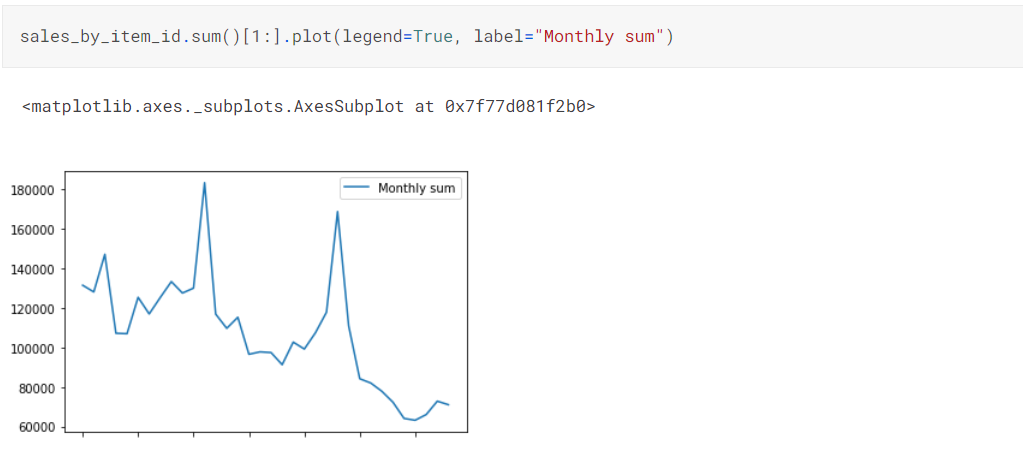 sales_by_item_id.sum()[1:].plot(legend=True, label="Monthly sum")
<matplotlib.axes._subplots.AxesSubplot at 0x7f77d081f2b0>
Monthly sum
180000
160000
140000
120000
100000
80000
60000